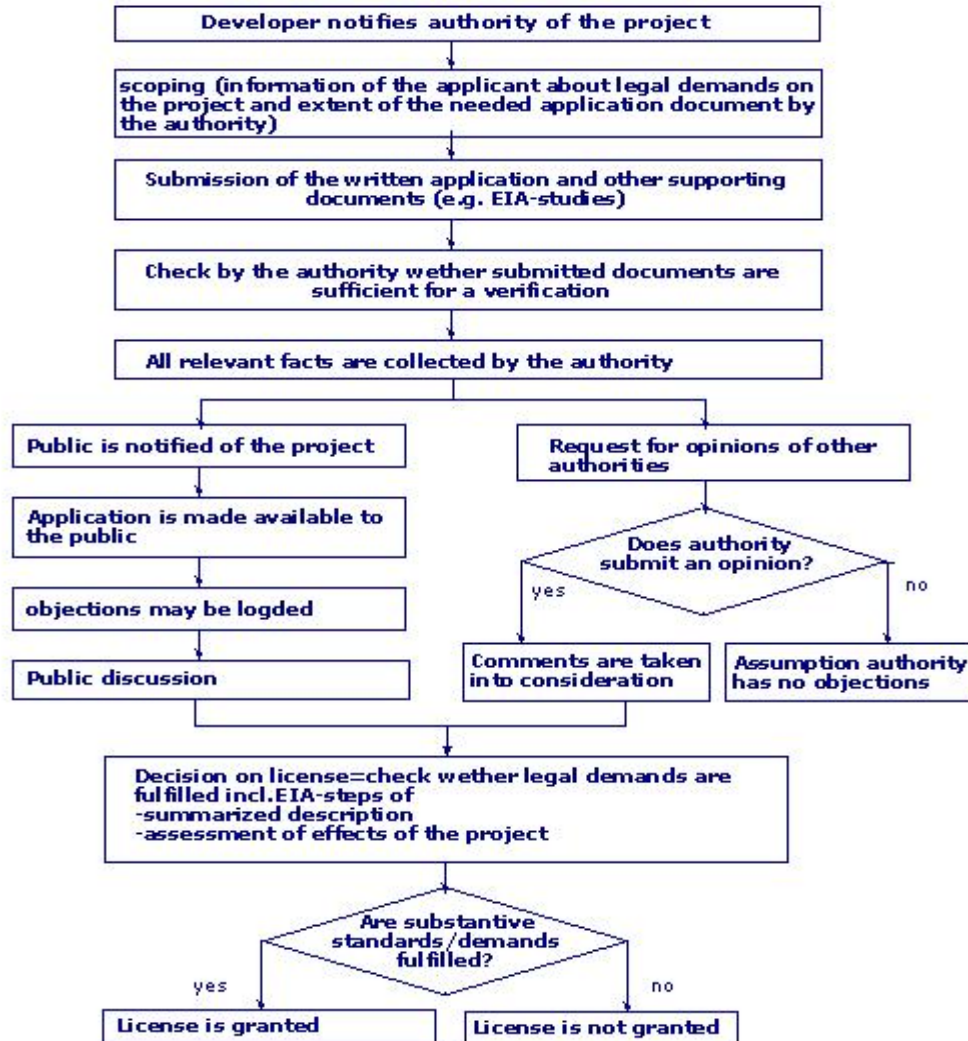 Developer notifies authority of the project
scoping (information of the applicant about legal demands on
the project and extent of the needed application document by
the authority)
Submission of the written application and other supporting
documents (e.g. EIA-studies)
Check by the authority wether submitted documents are
sufficient for a verification
All relevant facts are collected by the authority
Public is notified of the project
Application is made available to
the public
objections may be logded
Public discussion
Request for opinions of other
authorities
Does authority
submit an opinion?
yes
no
Comments are taken
into consideration
Assumption authority
has no objections
Decision on license=check wether legal demands are
fulfilled incl.EIA-steps of
-summarized description
-assessment of effects of the project
Are substantive
standards/demands
fulfilled?
yes
no
License is granted
License is not granted